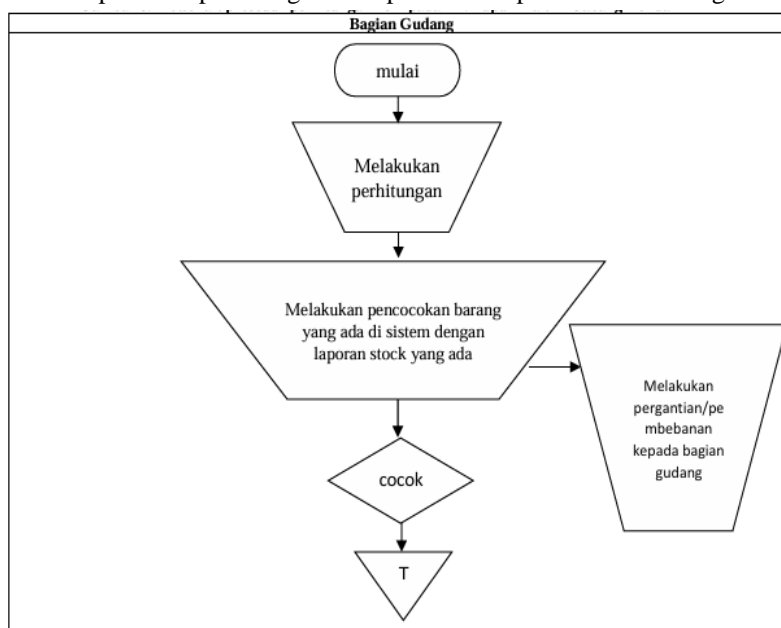 Bagian Gudang
mulai
Melakukan
perhitungan
Melakukan pencocokan barang
yang ada di sistem dengan
laporan stock yang ada
Melakukan
pergantian/pe
mbebanan
kepada bagian
gudang
cocok
T